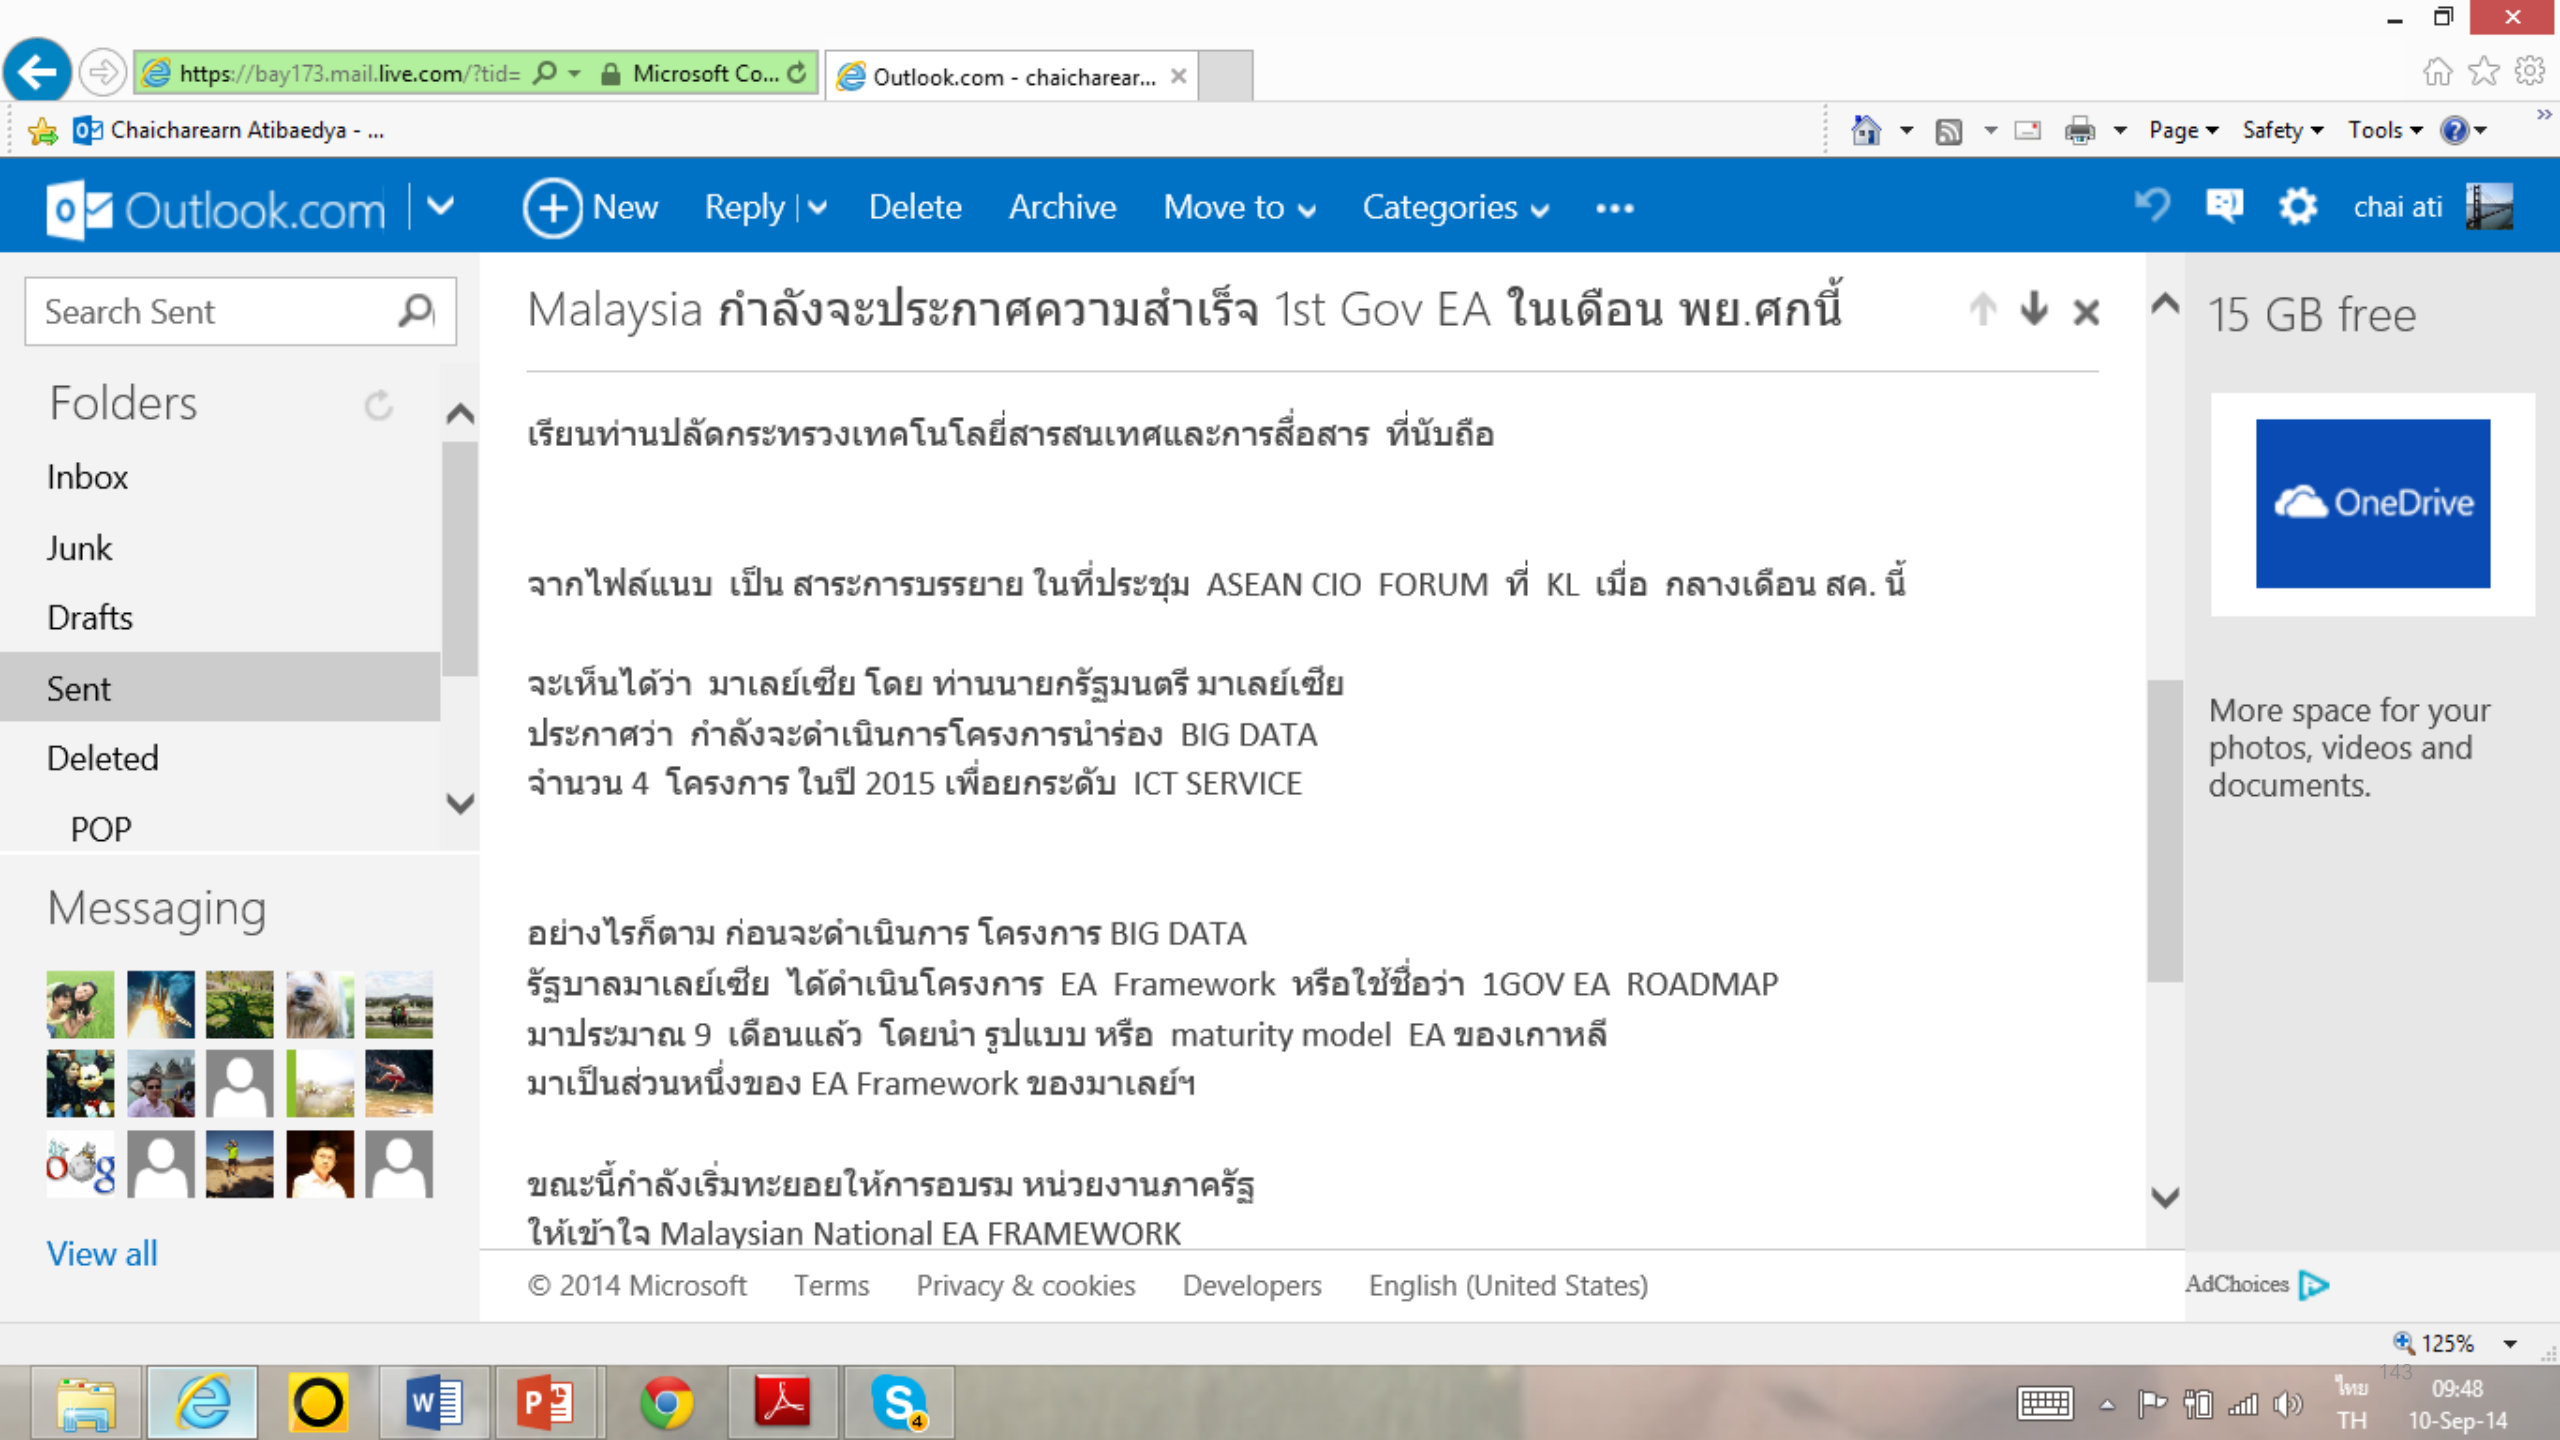 https://bay173.mail.live.com/?tid=
Microsoft Co...
Outlook.com - chaicharear...
Chaicharearn Atibaedya - ...
Page
Safety
Tools
Outlook.com
New
Reply
Delete
Archive
Move to
Categories
chai ati
Search Sent
Folders
Inbox
Junk
Drafts
Sent
Deleted
POP
Messaging
View all
Malaysia กำลังจะประกาศความสำเร็จ 1st Gov EA ในเดือน พย.ศกนี้
เรียนท่านปลัดกระทรวงเทคโนโลยี่สารสนเทศและการสื่อสาร ที่นับถือ
จากไฟล์แนบ เป็น สาระการบรรยาย ในที่ประชุม ASEAN CIO FORUM ที่ KL เมื่อ กลางเดือน สค. นี้
จะเห็นได้ว่า มาเลย์เซีย โดย ท่านนายกรัฐมนตรี มาเลย์เซีย
ประกาศว่า กำลังจะดำเนินการโครงการนำร่อง BIG DATA
จำนวน 4 โครงการ ในปี 2015 เพื่อยกระดับ ICT SERVICE
อย่างไรก็ตาม ก่อนจะดำเนินการ โครงการ BIG DATA
รัฐบาลมาเลย์เซีย ได้ดำเนินโครงการ EA Framework หรือใช้ชื่อว่า 1GOV EA ROADMAP
มาประมาณ 9 เดือนแล้ว โดยนำ รูปแบบ หรือ maturity model EA ของเกาหลี
มาเป็นส่วนหนึ่งของ EA Framework ของมาเลย์ฯ
ขณะนี้กำลังเริ่มทะยอยให้การอบรม หน่วยงานภาครัฐ
ให้เข้าใจ Malaysian National EA FRAMEWORK
© 2014 Microsoft Terms Privacy & cookies Developers English (United States)
15 GB free
OneDrive
More space for your
photos, videos and
documents.
AdChoices
125%
143
ไทย
TH
09:48
10-Sep-14